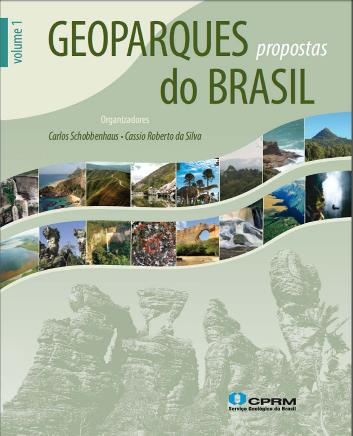 volume 1
GEOPARQUES propostas
do BRASIL
Organizadores
Carlos Schobbenhaus • Cassio Roberto da Silva
CPRM
Serviço Geológico do Brasil